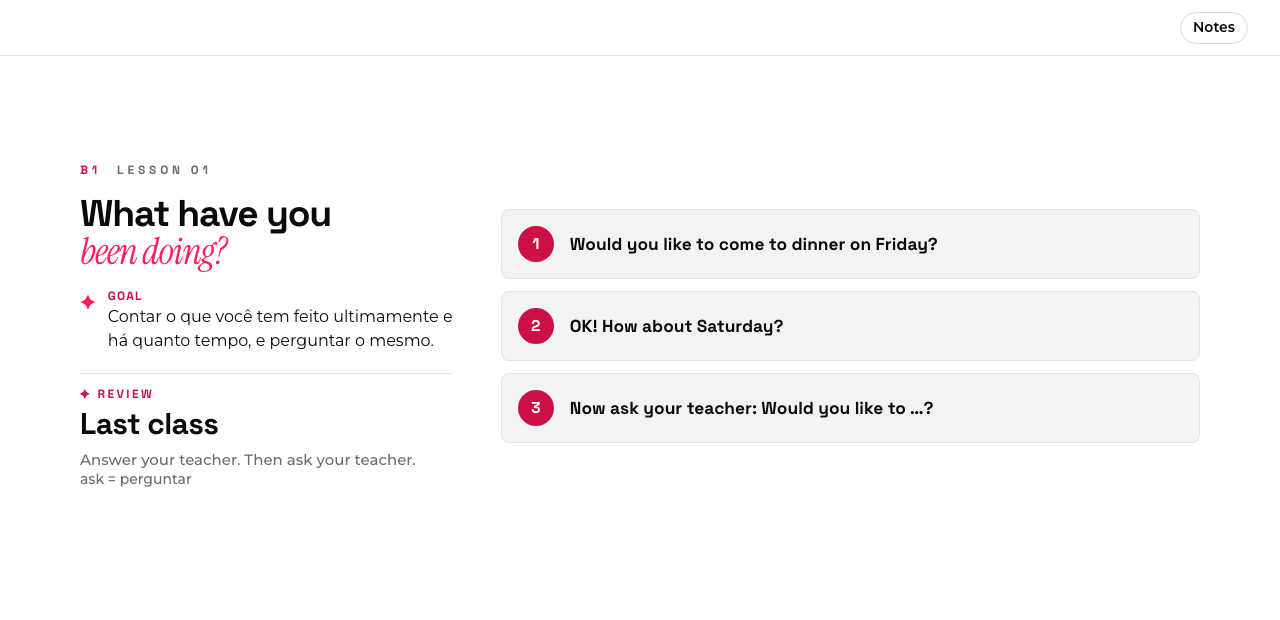 Notes
B1 LESSON 01
What have you
been doing?
GOAL
Contar o que você tem feito ultimamente e
há quanto tempo, e perguntar o mesmo.
REVIEW
Last class
Answer your teacher. Then ask your teacher.
ask = perguntar
1 Would you like to come to dinner on Friday?
2 OK! How about Saturday?
3 Now ask your teacher: Would you like to ...?